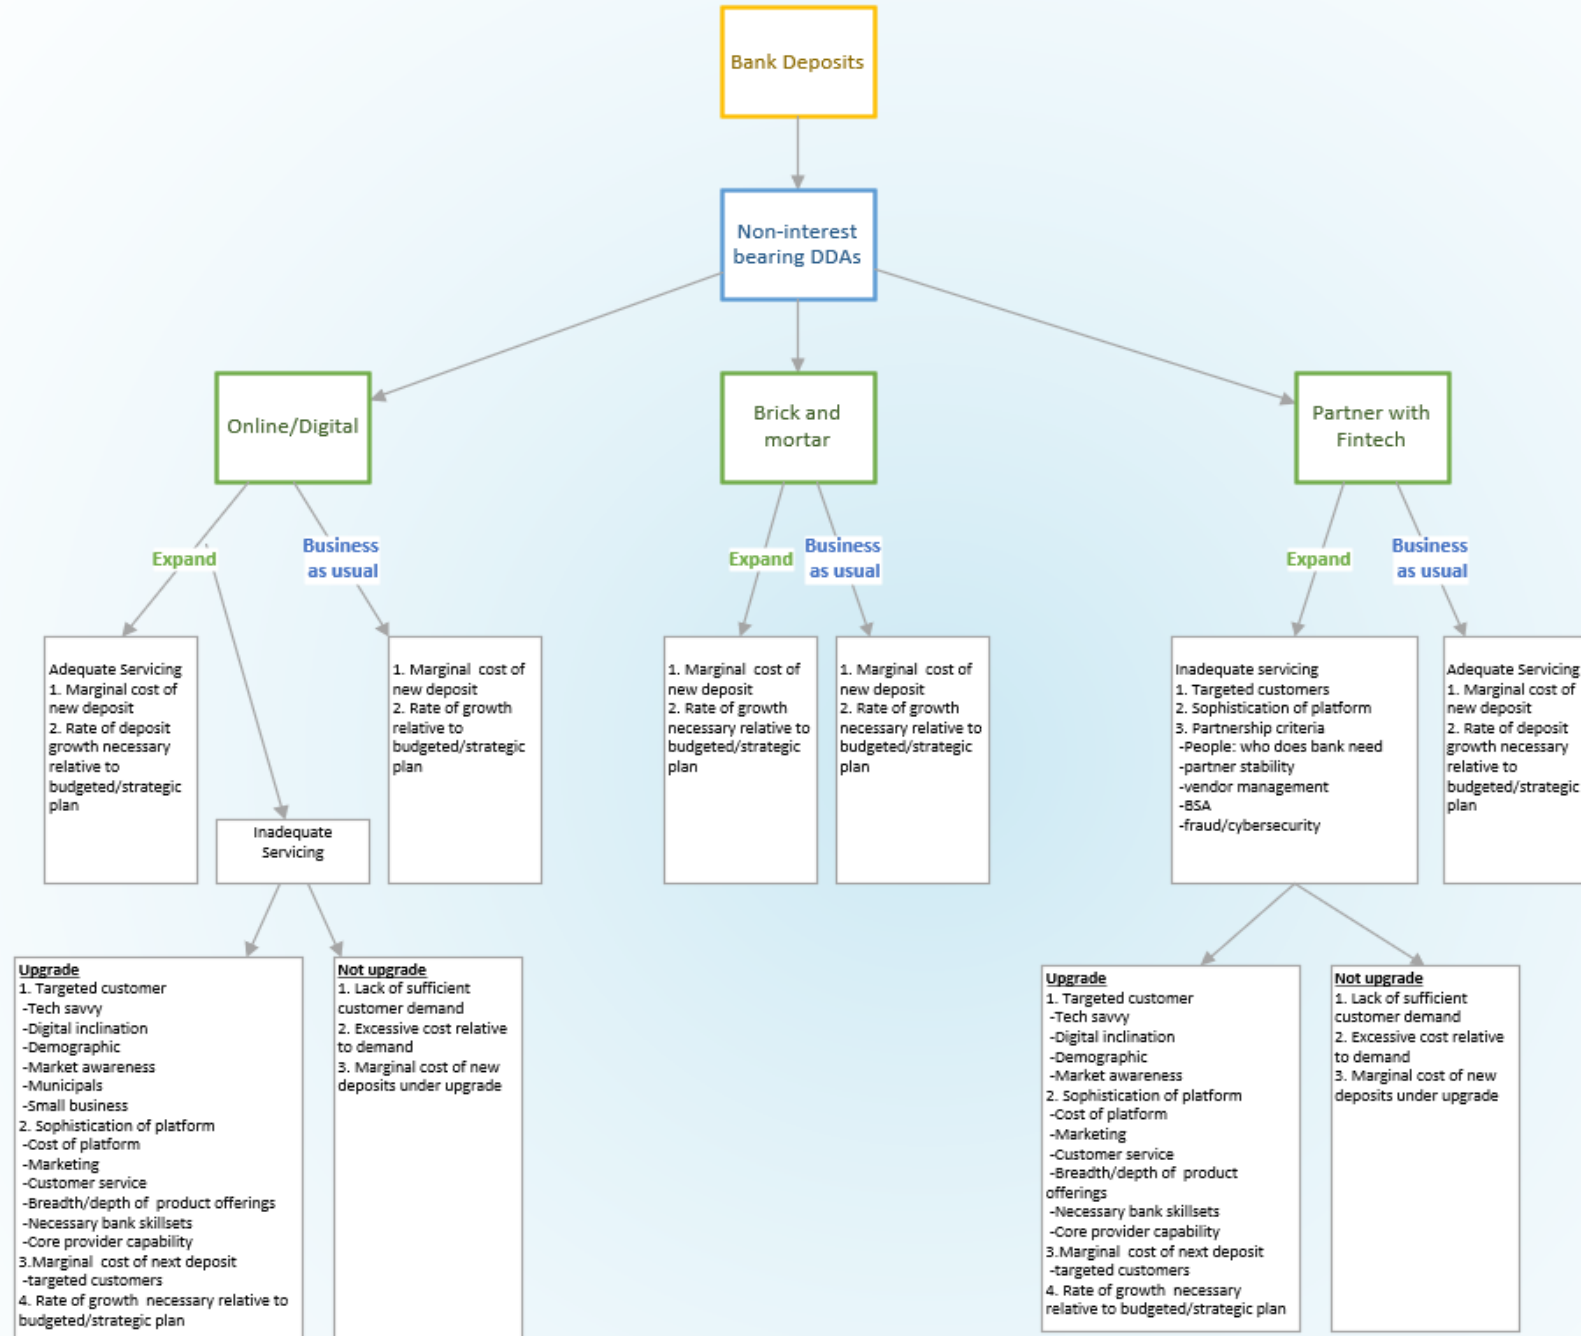 Bank Deposits
Non-interest
bearing DDAs
Online/Digital
Brick and
mortar
Partner with
Fintech
Expand
Business
as usual
Expand
Business
as usual
Expand
Business
as usual
Adequate Servicing
1. Marginal cost of
new deposit
2. Rate of deposit
growth necessary
relative to
budgeted/strategic
plan
Inadequate
Servicing
1. Marginal cost of
new deposit
2. Rate of growth
relative to
budgeted/strategic
plan
1. Marginal cost of
new deposit
2. Rate of growth
necessary relative to
budgeted/strategic
plan
1. Marginal cost of
new deposit
2. Rate of growth
necessary relative to
budgeted/strategic
plan
Inadequate servicing
1. Targeted customers
2. Sophistication of platform
3. Partnership criteria
-People: who does bank need
-partner stability
-vendor management
-BSA
-fraud/cybersecurity
Adequate Servicing
1. Marginal cost of
new deposit
2. Rate of deposit
growth necessary
relative to
budgeted/strategic
plan
Upgrade
1. Targeted customer
-Tech savvy
-Digital inclination
-Demographic
-Market awareness
-Municipals
-Small business
2. Sophistication of platform
-Cost of platform
-Marketing
-Customer service
-Breadth/depth of product offerings
-Necessary bank skillsets
-Core provider capability
3.Marginal cost of next deposit
-targeted customers
4. Rate of growth necessary relative to
budgeted/strategic plan
Not upgrade
1. Lack of sufficient
customer demand
2. Excessive cost relative
to demand
3. Marginal cost of new
deposits under upgrade
Upgrade
1. Targeted customer
-Tech savvy
-Digital inclination
-Demographic
-Market awareness
2. Sophistication of platform
-Cost of platform
-Marketing
-Customer service
-Breadth/depth of product
offerings
-Necessary bank skillsets
-Core provider capability
3.Marginal cost of next deposit
-targeted customers
4. Rate of growth necessary
relative to budgeted/strategic plan
Not upgrade
1. Lack of sufficient
customer demand
2. Excessive cost relative
to demand
3. Marginal cost of new
deposits under upgrade